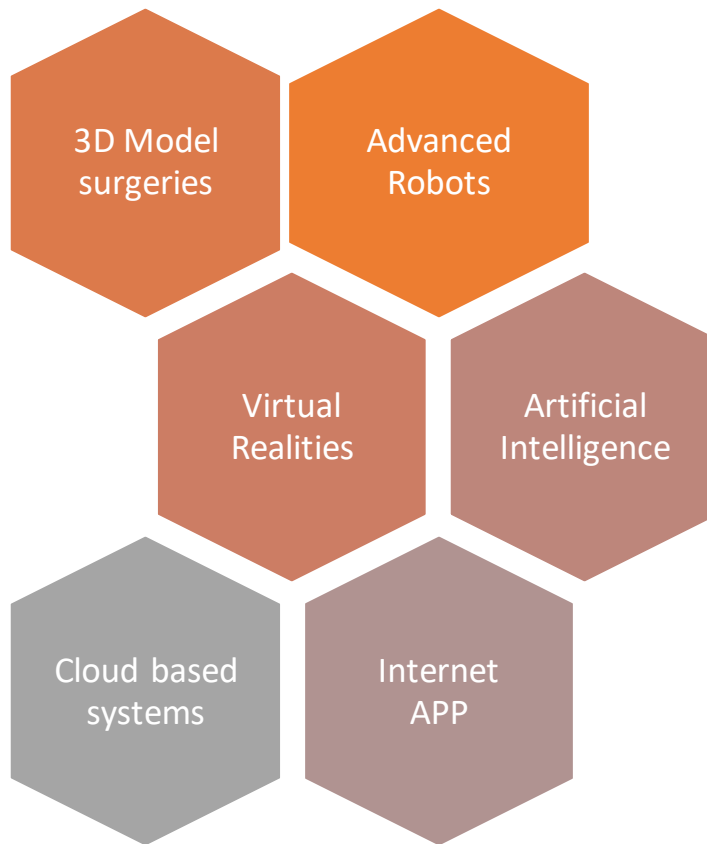 3D Model
surgeries
Advanced
Robots
Virtual
Realities
Artificial
Intelligence
Cloud based
systems
Internet
APP